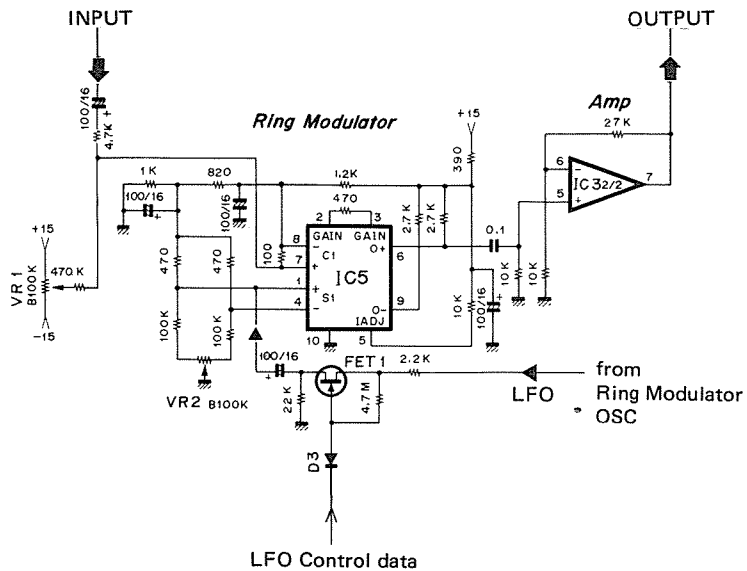 INPUT
OUTPUT
100/16
+
4.7K
Ring Modulator
+15
390
Amp
27K
6
−
IC3 2/2
7
5
+
1K
820
1.2K
100/16
+
100/16
470
2.7K
2.7K
0.1
2
3
GAIN
GAIN
8
−
C1
O+
6
100
7
+
IC5
+15
470K
VR1
B100K
−15
470
470
1
+
S1
4
−
O−
9
IADJ
10
5
10K
100/16
+
10K
10K
100K
100K
VR2 B100K
100/16
+
FET1
2.2K
22K
4.7M
LFO
from
Ring Modulator
OSC
D3
LFO Control data